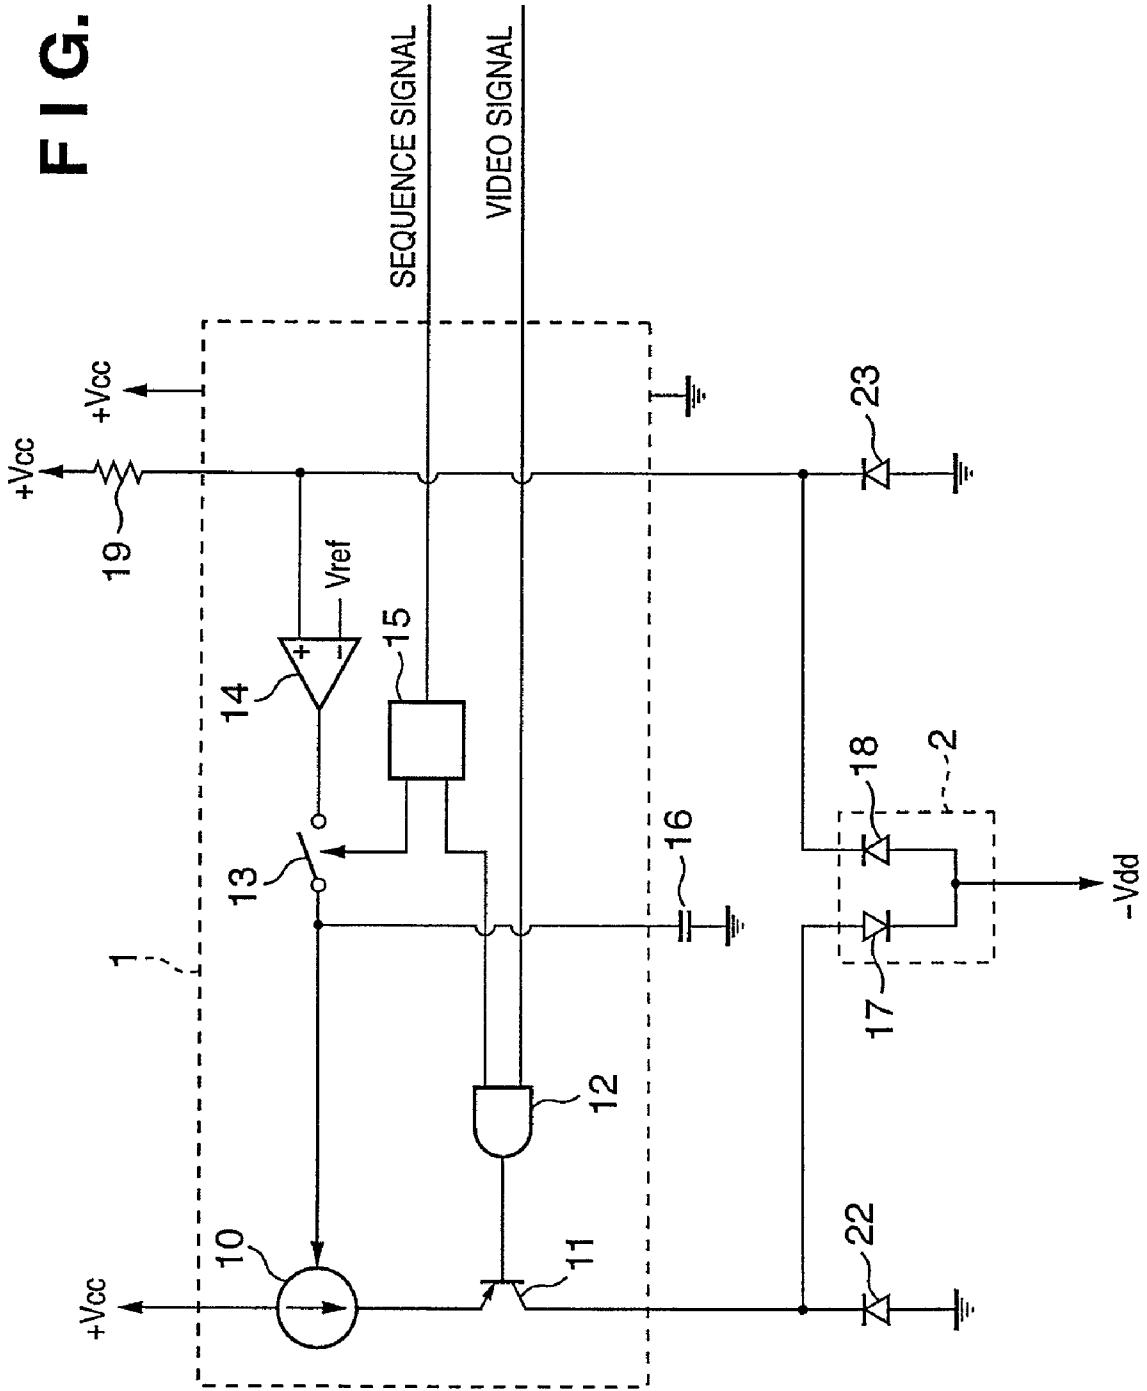 FIG.
SEQUENCE SIGNAL
VIDEO SIGNAL
+Vcc
+Vcc
19
Vref
+
-
14
15
13
1
16
23
18
2
17
-Vdd
12
+Vcc
10
11
22